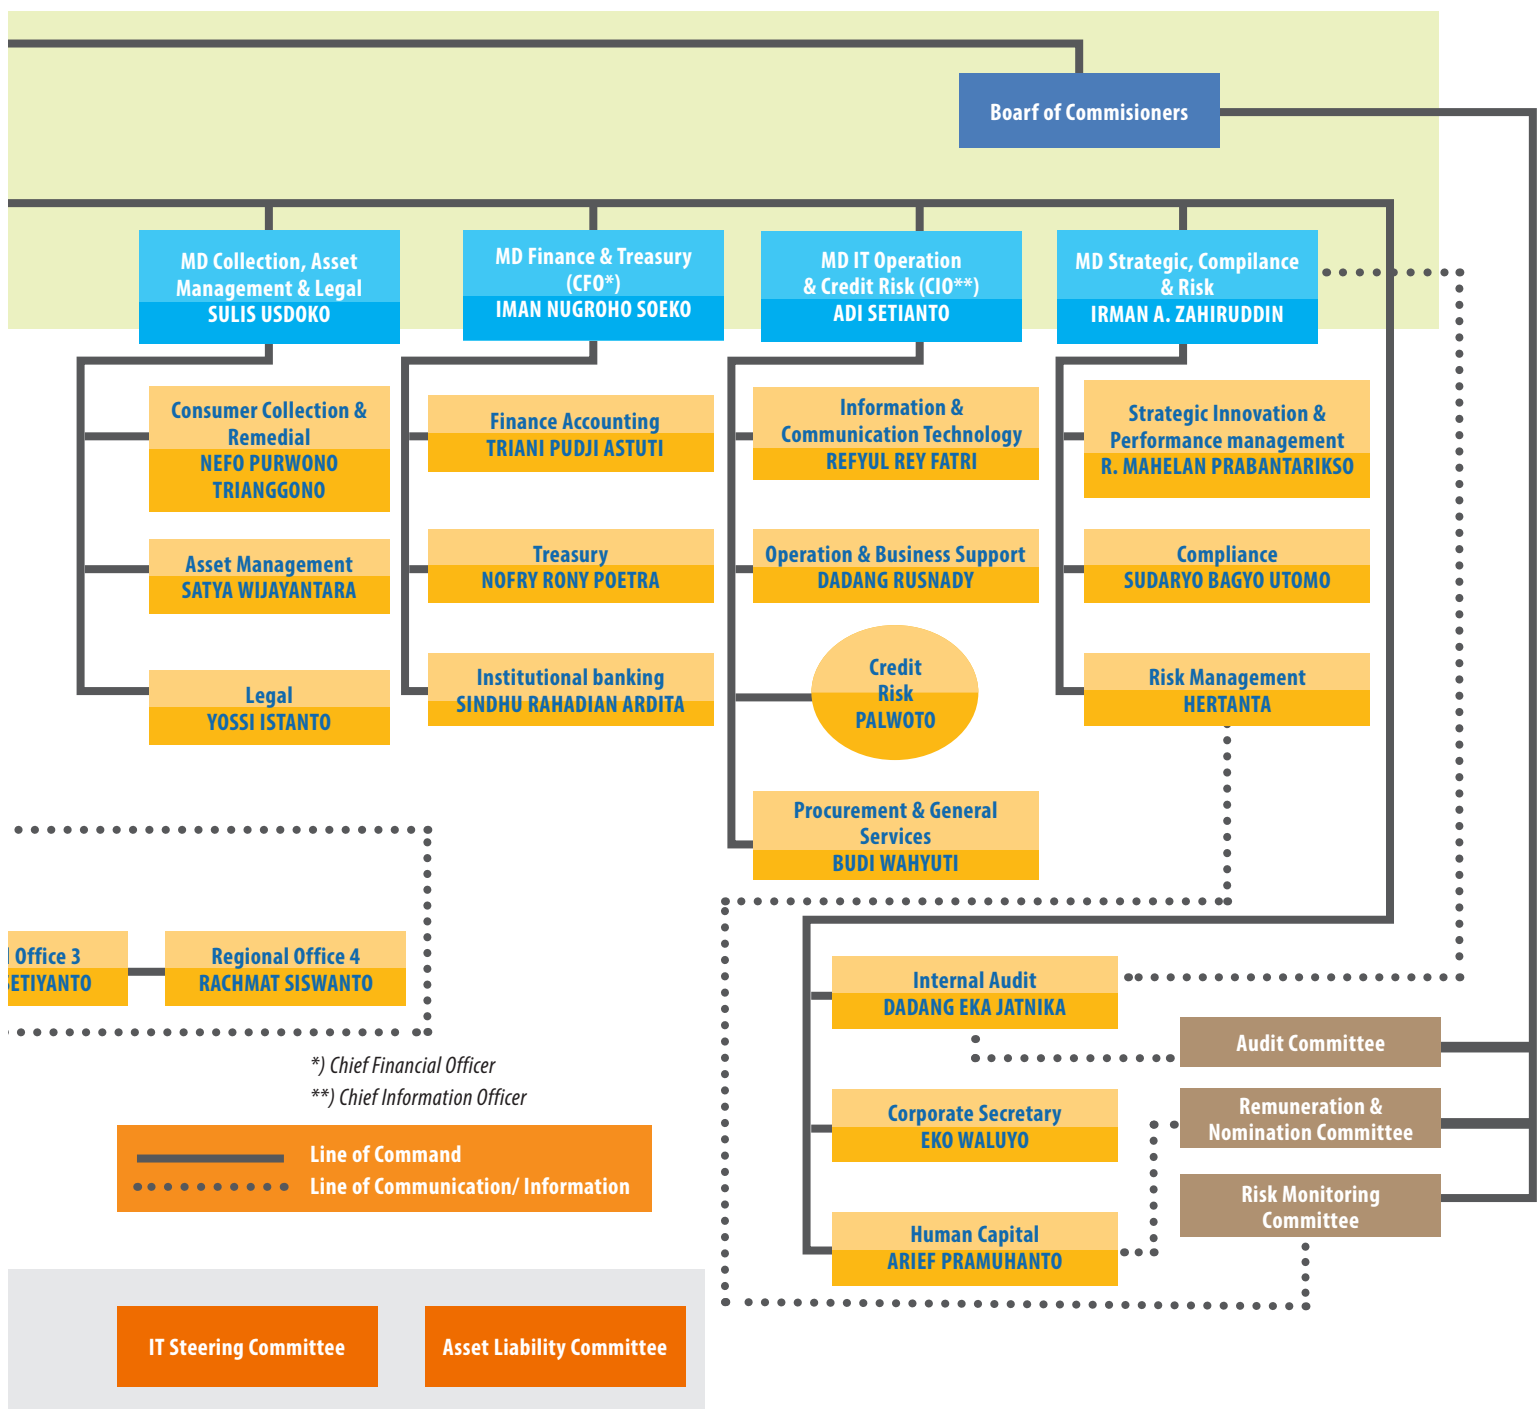 Boarf of Commisioners
MD Collection, Asset
Management & Legal
SULIS USDOKO
MD Finance & Treasury
(CFO*)
IMAN NUGROHO SOEKO
MD IT Operation
& Credit Risk (CIO**)
ADI SETIANTO
MD Strategic, Compilance
& Risk
IRMAN A. ZAHIRUDDIN
Consumer Collection &
Remedial
NEFO PURWONO
TRIANGGONO
Asset Management
SATYA WIJAYANTARA
Legal
YOSSI ISTANTO
Finance Accounting
TRIANI PUDJI ASTUTI
Treasury
NOFRY RONY POETRA
Institutional banking
SINDHU RAHADIAN ARDITA
Information &
Communication Technology
REFYUL REY FATRI
Operation & Business Support
DADANG RUSNADY
Credit
Risk
PALWOTO
Procurement & General
Services
BUDI WAHYUTI
Strategic Innovation &
Performance management
R. MAHELAN PRABANTARIKSO
Compliance
SUDARYO BAGYO UTOMO
Risk Management
HERTANTA
l Office 3
SETIYANTO
Regional Office 4
RACHMAT SISWANTO
Internal Audit
DADANG EKA JATNIKA
Corporate Secretary
EKO WALUYO
Human Capital
ARIEF PRAMUHANTO
Audit Committee
Remuneration &
Nomination Committee
Risk Monitoring
Committee
*) Chief Financial Officer
**) Chief Information Officer
Line of Command
Line of Communication/ Information
IT Steering Committee
Asset Liability Committee